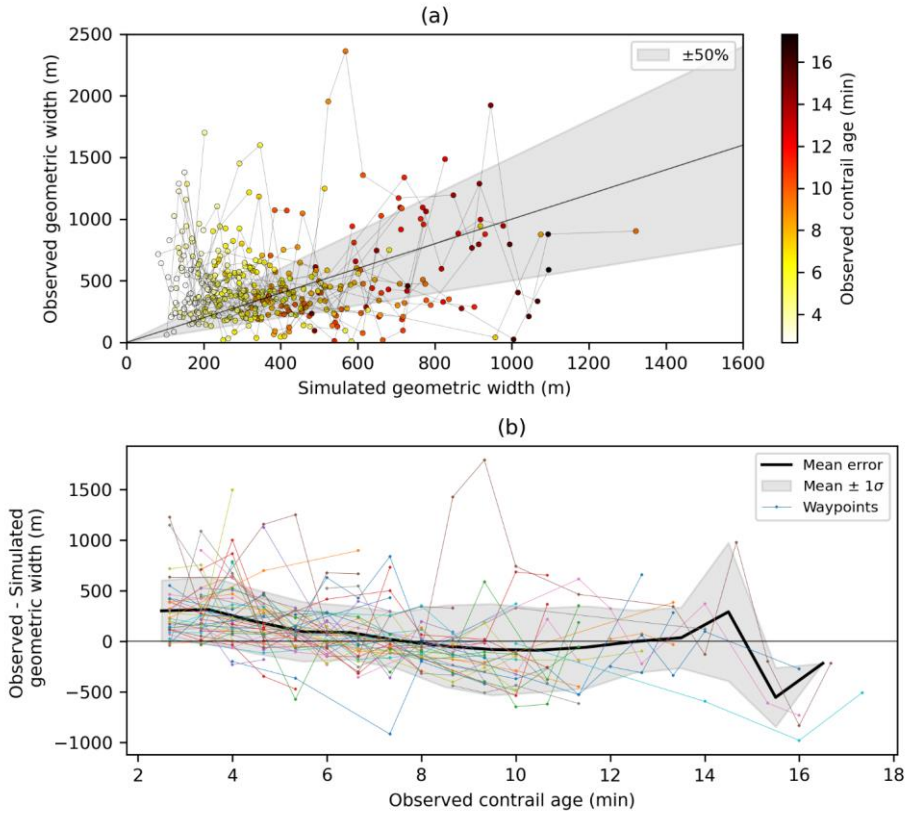 (a)
2500
2000
1500
1000
500
0
Observed geometric width (m)
±50%
0 200 400 600 800 1000 1200 1400 1600
Simulated geometric width (m)
16
14
12
10
8
6
4
Observed contrail age (min)
(b)
1500
1000
500
0
−500
−1000
Observed - Simulated
geometric width (m)
Mean error
Mean ± 1σ
Waypoints
2 4 6 8 10 12 14 16 18
Observed contrail age (min)